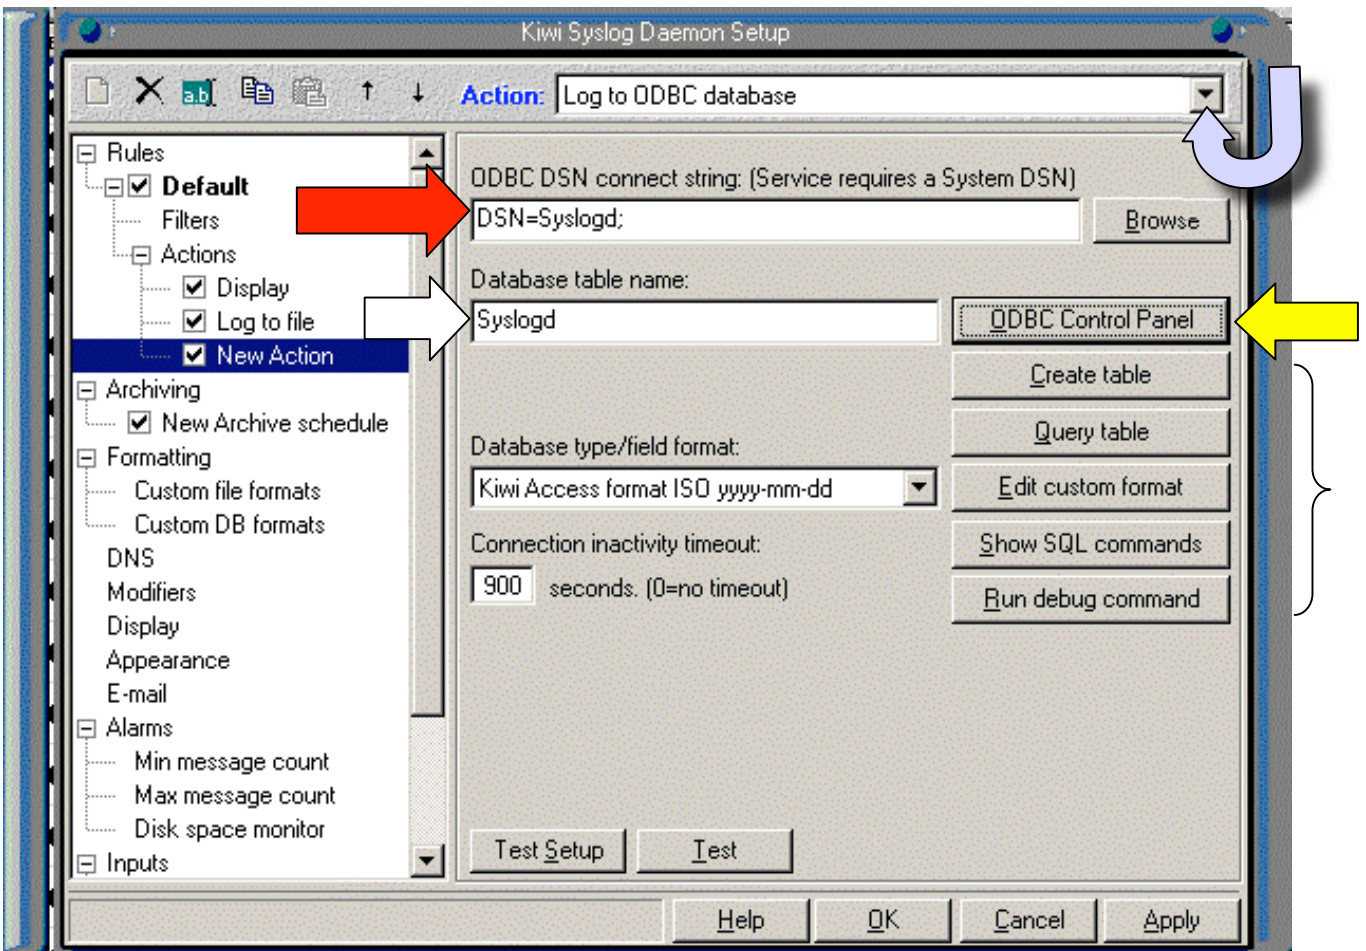 Kiwi Syslog Daemon Setup
a.b
Action: Log to ODBC database
Rules
Default
Filters
Actions
Display
Log to file
New Action
Archiving
New Archive schedule
Formatting
Custom file formats
Custom DB formats
DNS
Modifiers
Display
Appearance
E-mail
Alarms
Min message count
Max message count
Disk space monitor
Inputs
ODBC DSN connect string: (Service requires a System DSN)
DSN=Syslogd;
Browse
Database table name:
Syslogd
ODBC Control Panel
Create table
Query table
Database type/field format:
Kiwi Access format ISO yyyy-mm-dd
Edit custom format
Connection inactivity timeout:
Show SQL commands
900 seconds. (0=no timeout)
Run debug command
Test Setup
Test
Help
OK
Cancel
Apply